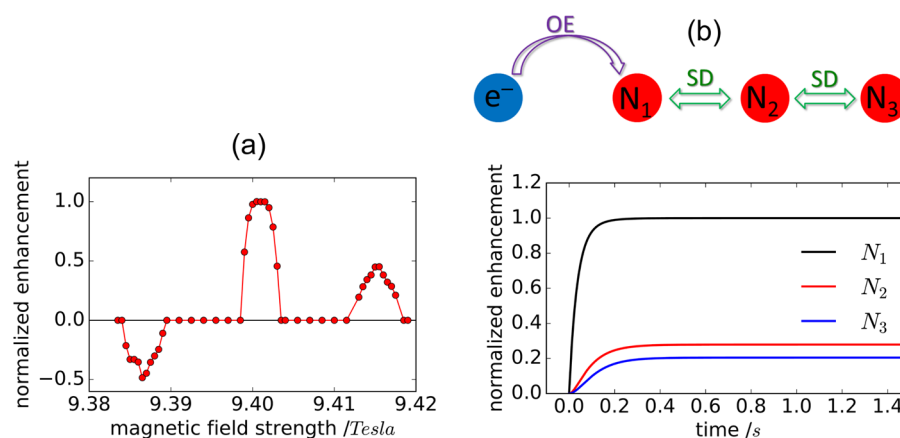 (a)
normalized enhancement
1.0
0.5
0.0
−0.5
9.38
9.39
9.40
9.41
9.42
magnetic field strength /Tesla
(b)
OE
e⁻
N₁
SD
N₂
SD
N₃
normalized enhancement
1.2
1.0
0.8
0.6
0.4
0.2
0.0
N₁
N₂
N₃
0.0
0.2
0.4
0.6
0.8
1.0
1.2
1.4
time /s